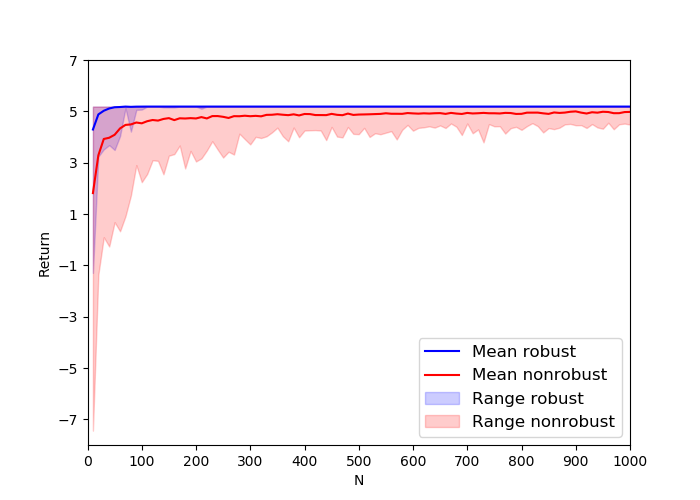 7
5
3
1
−1
−3
−5
−7
Return
0 100 200 300 400 500 600 700 800 900 1000
N
Mean robust
Mean nonrobust
Range robust
Range nonrobust